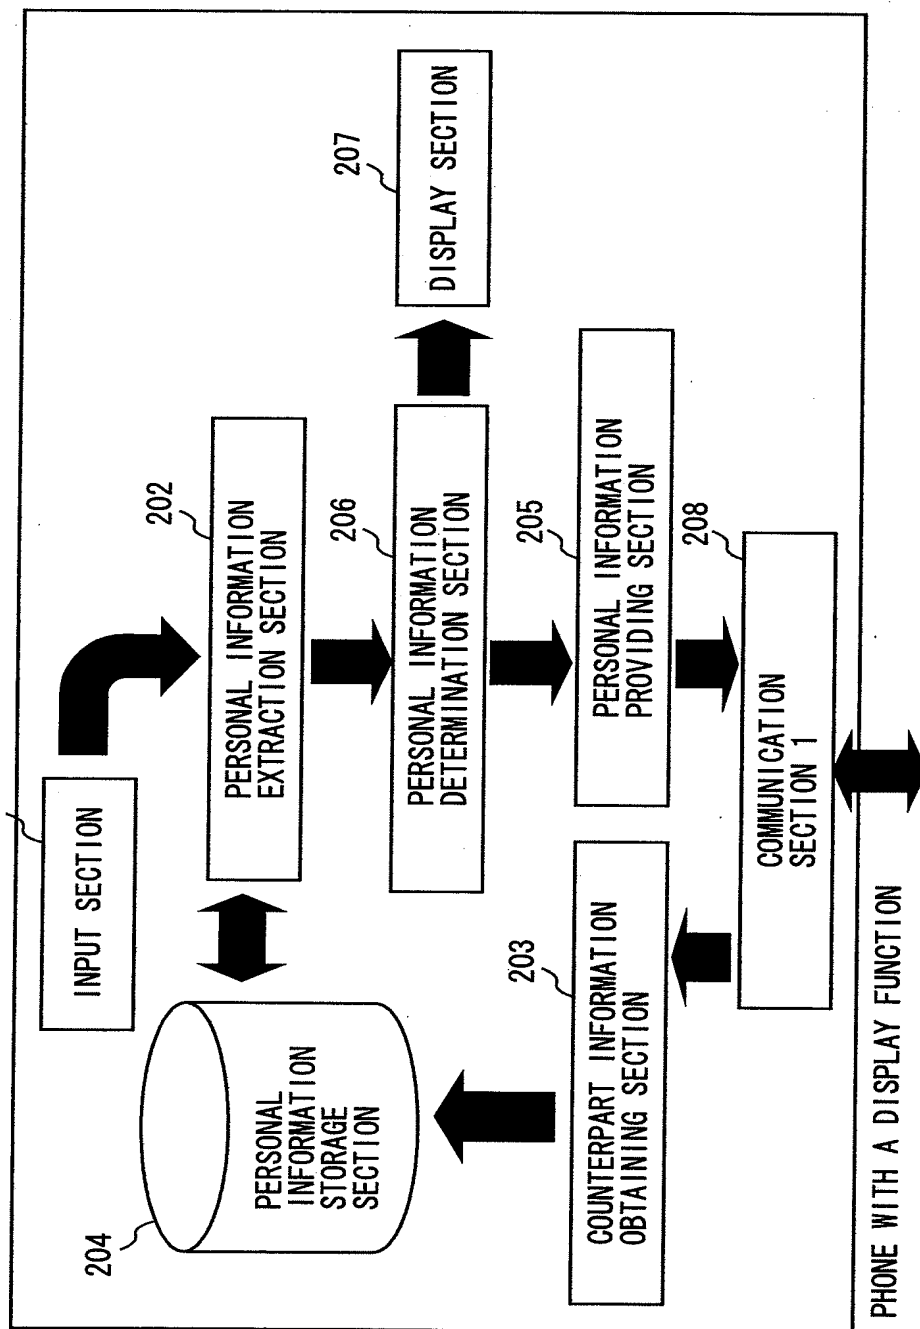 INPUT SECTION
202
PERSONAL INFORMATION
EXTRACTION SECTION
204
PERSONAL
INFORMATION
STORAGE
SECTION
206
PERSONAL INFORMATION
DETERMINATION SECTION
207
DISPLAY SECTION
203
COUNTERPART INFORMATION
OBTAINING SECTION
205
PERSONAL INFORMATION
PROVIDING SECTION
208
COMMUNICATION
SECTION 1
PHONE WITH A DISPLAY FUNCTION